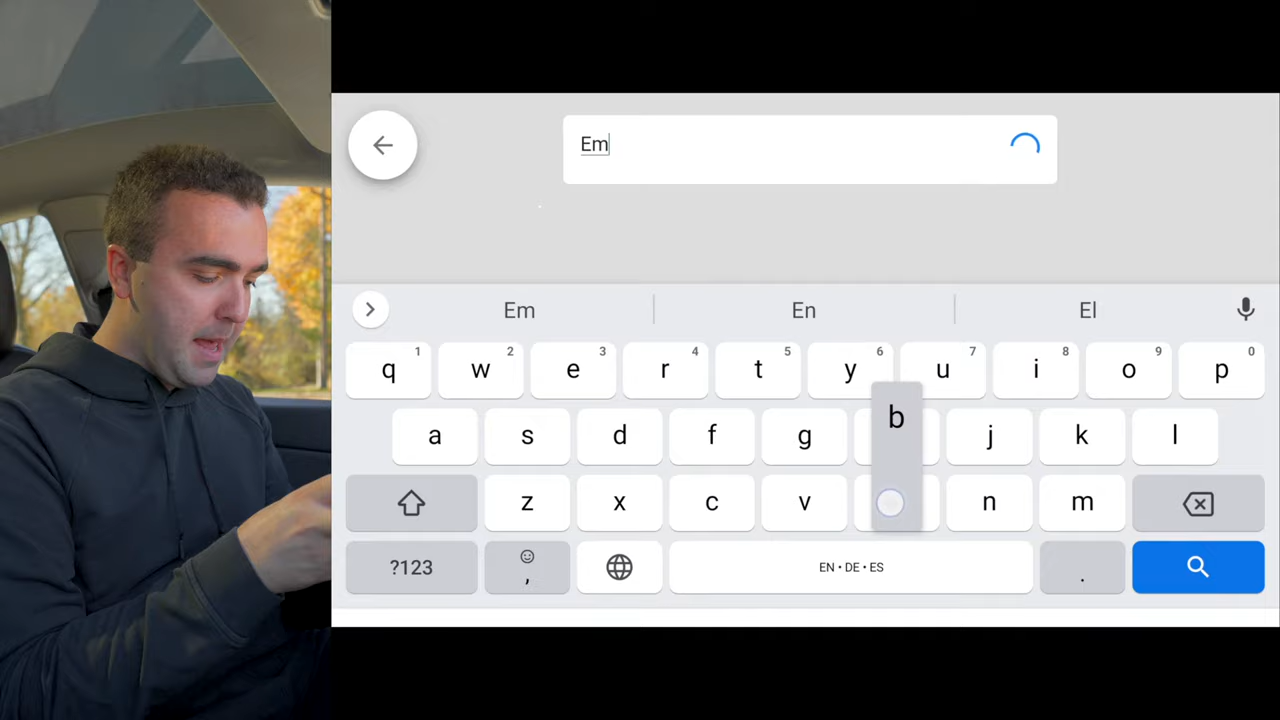 Em
Em En El
q 1 w 2 e 3 r 4 t 5 y 6 u 7 i 8 o 9 p 0
b
a s d f g j k l
z x c v n m
?123 , EN • DE • ES .